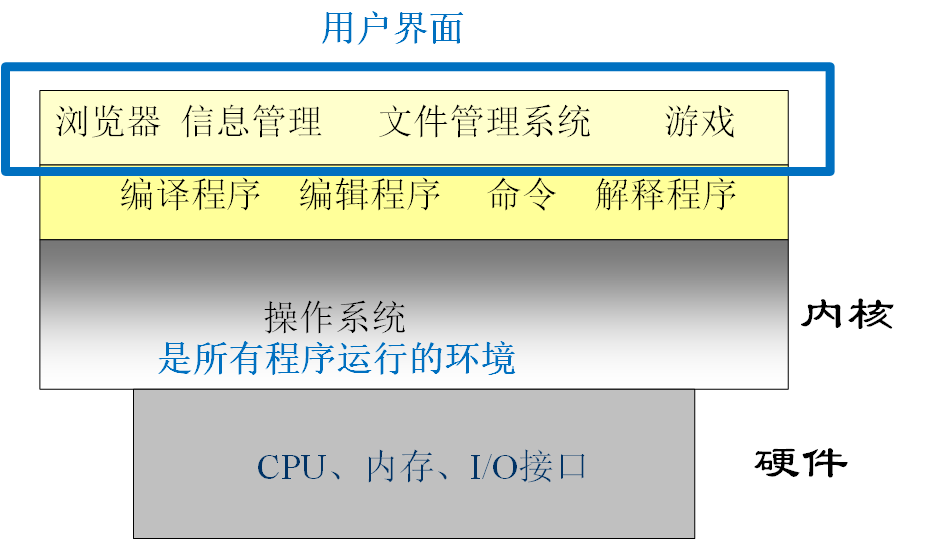 用户界面
浏览器 信息管理 文件管理系统 游戏
编译程序 编辑程序 命令 解释程序
操作系统
是所有程序运行的环境
内核
CPU、内存、I/O接口
硬件